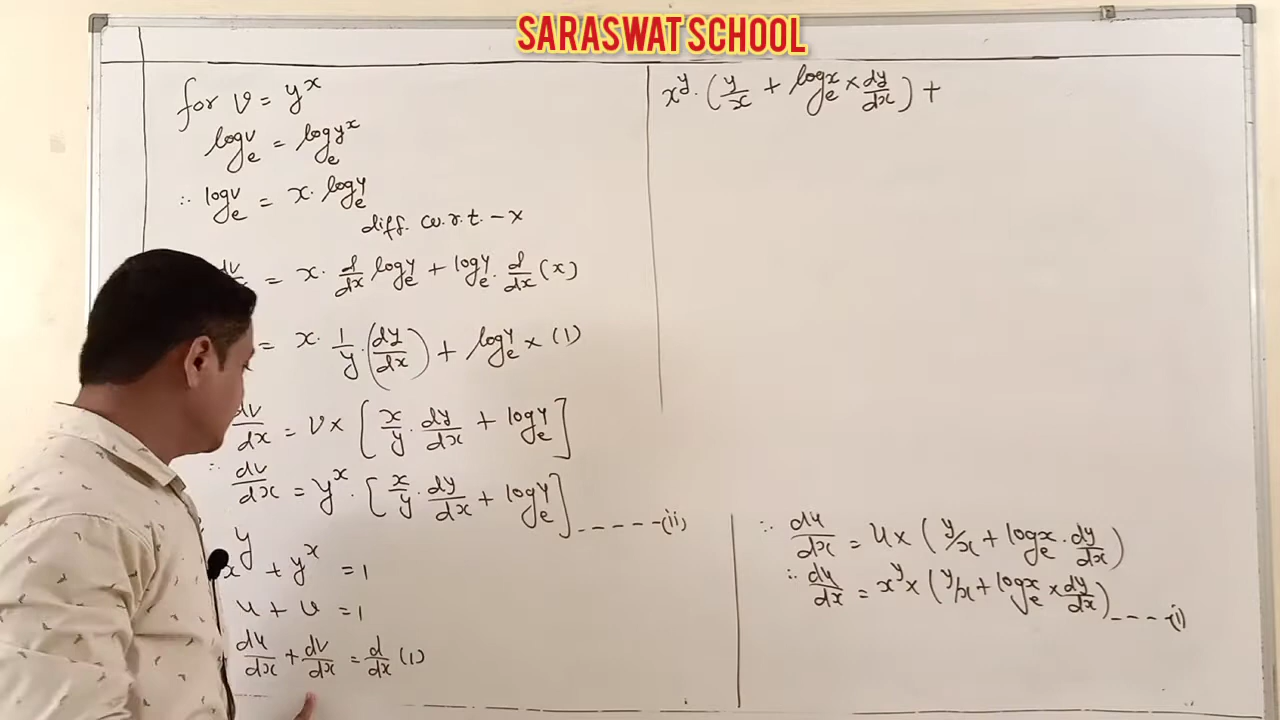 SARASWAT SCHOOL
for v = y^x
log_e v = log_e y^x
∴ log_e v = x · log_e y
diff. w.r.t. - x
dv = x · d/dx log_e y + log_e y · d/dx (x)
= x · 1/y · (dy/dx) + log_e y × (1)
dv/dx = v × [x/y · dy/dx + log_e y]
∴ dv/dx = y^x · [x/y · dy/dx + log_e y] -----(ii)
x^y + y^x = 1
u + v = 1
du/dx + dv/dx = d/dx (1)
x^y · (y/x + log_e x × dy/dx) +
∴ du/dx = u × (y/x + log_e x · dy/dx)
∴ du/dx = x^y × (y/x + log_e x × dy/dx) ----(i)